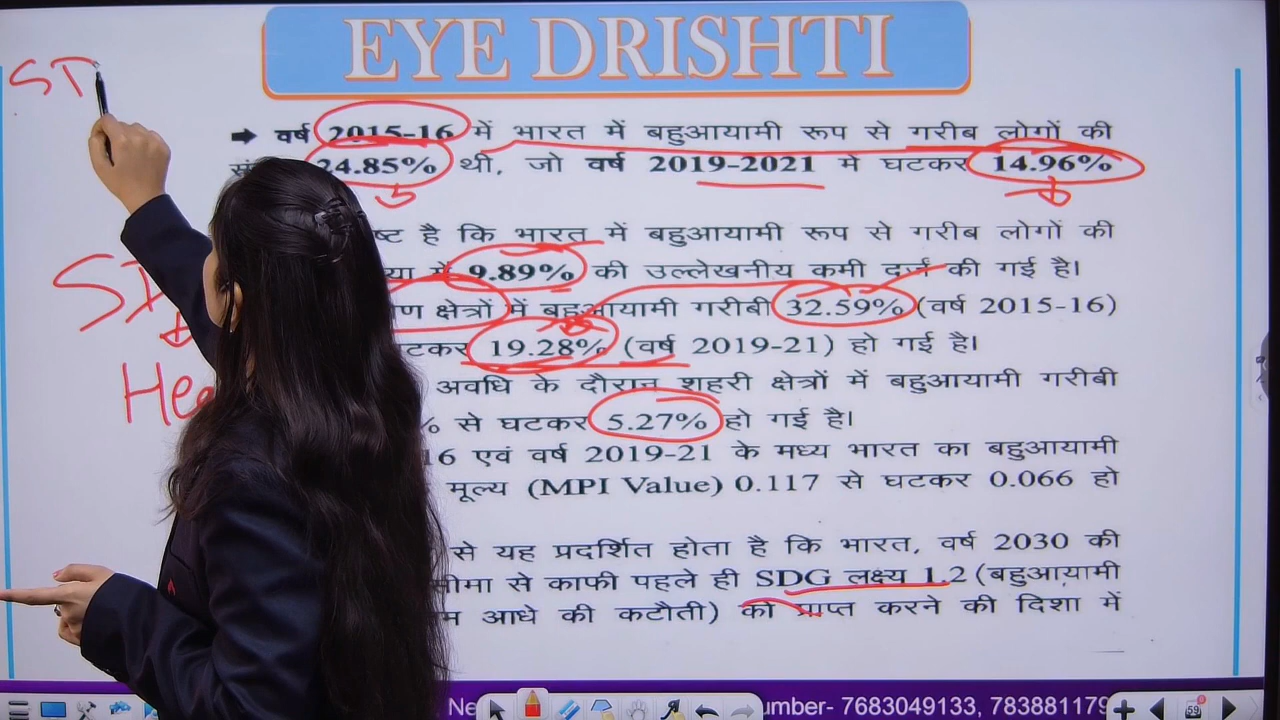 EYE DRISHTI
ST
➡ वर्ष 2015-16 में भारत में बहुआयामी रूप से गरीब लोगों की
24.85% थी, जो वर्ष 2019-2021 में घटकर 14.96%
है कि भारत में बहुआयामी रूप से गरीब लोगों की
में 9.89% की उल्लेखनीय कमी दर्ज की गई है।
क्षेत्रों में बहुआयामी गरीबी 32.59% (वर्ष 2015-16)
19.28% (वर्ष 2019-21) हो गई है।
अवधि के दौरान शहरी क्षेत्रों में बहुआयामी गरीबी
Hea
% से घटकर 5.27% हो गई है।
16 एवं वर्ष 2019-21 के मध्य भारत का बहुआयामी
मूल्य (MPI Value) 0.117 से घटकर 0.066 हो
से यह प्रदर्शित होता है कि भारत, वर्ष 2030 की
से काफी पहले ही SDG लक्ष्य 1.2 (बहुआयामी
आधे की कटौती) को प्राप्त करने की दिशा में
umber- 7683049133, 783881179
59